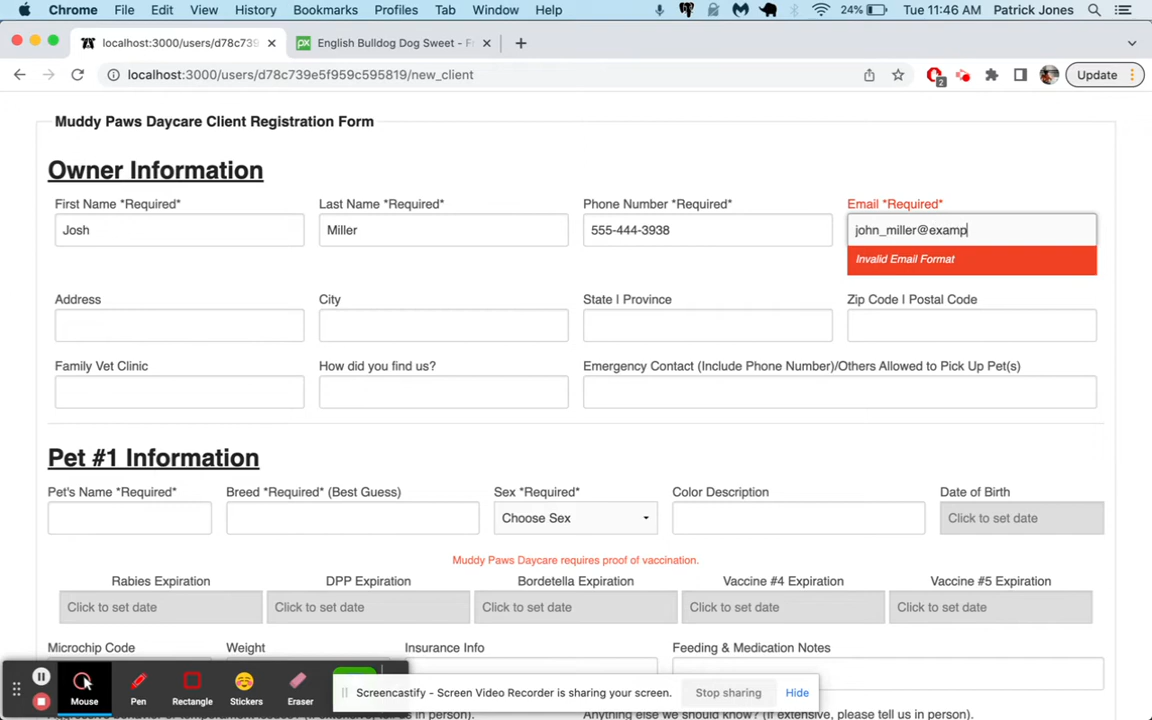 Chrome File Edit View History Bookmarks Profiles Tab Window Help 24% Tue 11:46 AM Patrick Jones
localhost:3000/users/d78c739 English Bulldog Dog Sweet - F
localhost:3000/users/d78c739e5f959c595819/new_client 2 Update
Muddy Paws Daycare Client Registration Form
Owner Information
First Name *Required* Last Name *Required* Phone Number *Required* Email *Required*
Josh Miller 555-444-3938 john_miller@examp
Invalid Email Format
Address City State | Province Zip Code | Postal Code
Family Vet Clinic How did you find us? Emergency Contact (Include Phone Number)/Others Allowed to Pick Up Pet(s)
Pet #1 Information
Pet's Name *Required* Breed *Required* (Best Guess) Sex *Required* Color Description Date of Birth
Choose Sex Click to set date
Muddy Paws Daycare requires proof of vaccination.
Rabies Expiration DPP Expiration Bordetella Expiration Vaccine #4 Expiration Vaccine #5 Expiration
Click to set date Click to set date Click to set date Click to set date Click to set date
Microchip Code Weight Insurance Info Feeding & Medication Notes
Screencastify - Screen Video Recorder is sharing your screen. Stop sharing Hide
Mouse Pen Rectangle Stickers Eraser
tell us in person). Anything else we should know? (If extensive, please tell us in person).